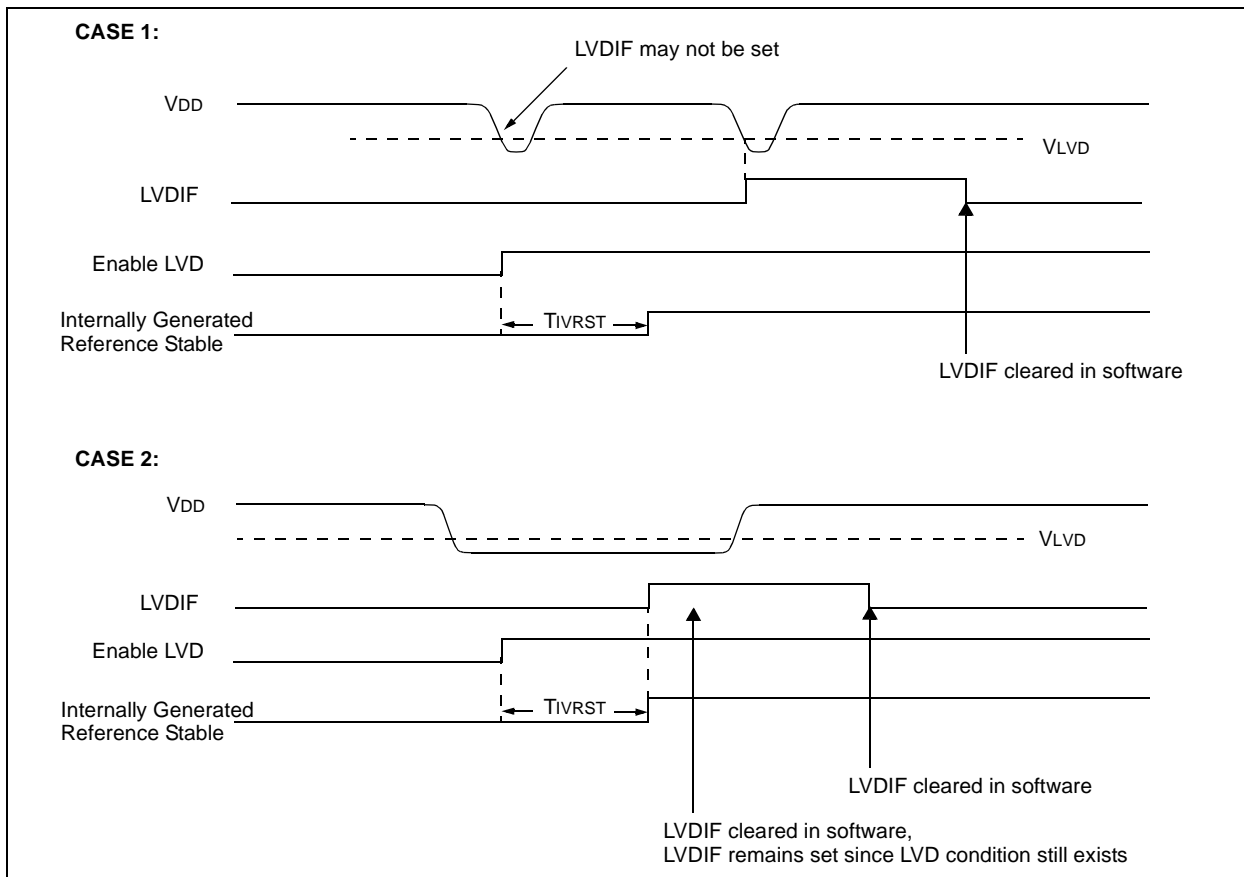 CASE 1:
LVDIF may not be set
VDD
VLVD
LVDIF
Enable LVD
TIVRST
Internally Generated
Reference Stable
LVDIF cleared in software
CASE 2:
VDD
VLVD
LVDIF
Enable LVD
TIVRST
Internally Generated
Reference Stable
LVDIF cleared in software
LVDIF cleared in software,
LVDIF remains set since LVD condition still exists